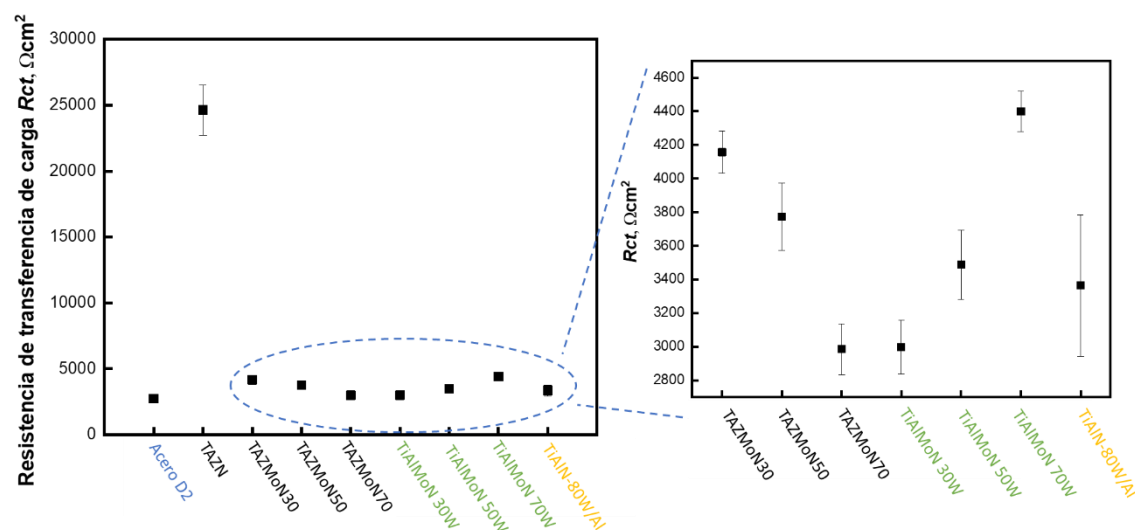 Resistencia de transferencia de carga Rct, Ωcm²
30000
25000
20000
15000
10000
5000
0
Acero D2
TAZN
TAZMoN30
TAZMoN50
TAZMoN70
TiAlMoN 30W
TiAlMoN 50W
TiAlMoN 70W
TiAlN-80W/Al
Rct, Ωcm²
4600
4400
4200
4000
3800
3600
3400
3200
3000
2800
TAZMoN30
TAZMoN50
TAZMoN70
TiAlMoN 30W
TiAlMoN 50W
TiAlMoN 70W
TiAlN-80W/Al